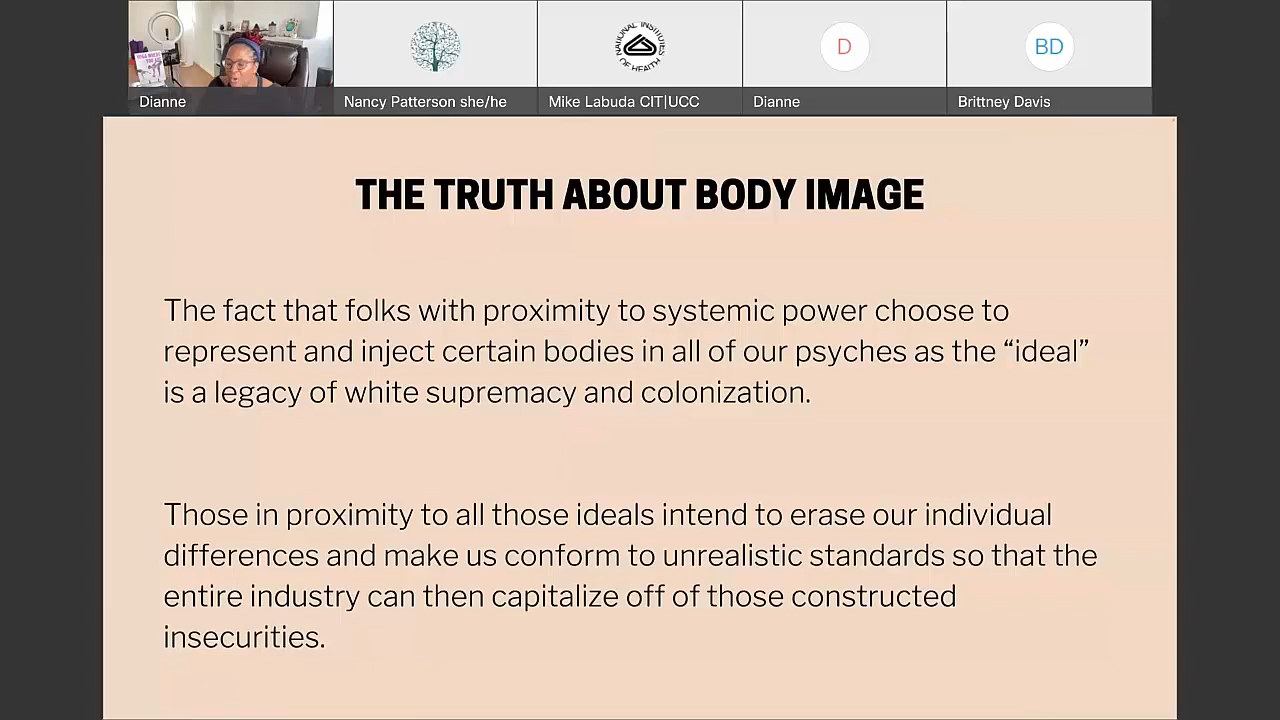 Dianne
Nancy Patterson she/he
NATIONAL INSTITUTES OF HEALTH
Mike Labuda CIT|UCC
D
Dianne
BD
Brittney Davis
THE TRUTH ABOUT BODY IMAGE
The fact that folks with proximity to systemic power choose to
represent and inject certain bodies in all of our psyches as the “ideal”
is a legacy of white supremacy and colonization.
Those in proximity to all those ideals intend to erase our individual
differences and make us conform to unrealistic standards so that the
entire industry can then capitalize off of those constructed
insecurities.